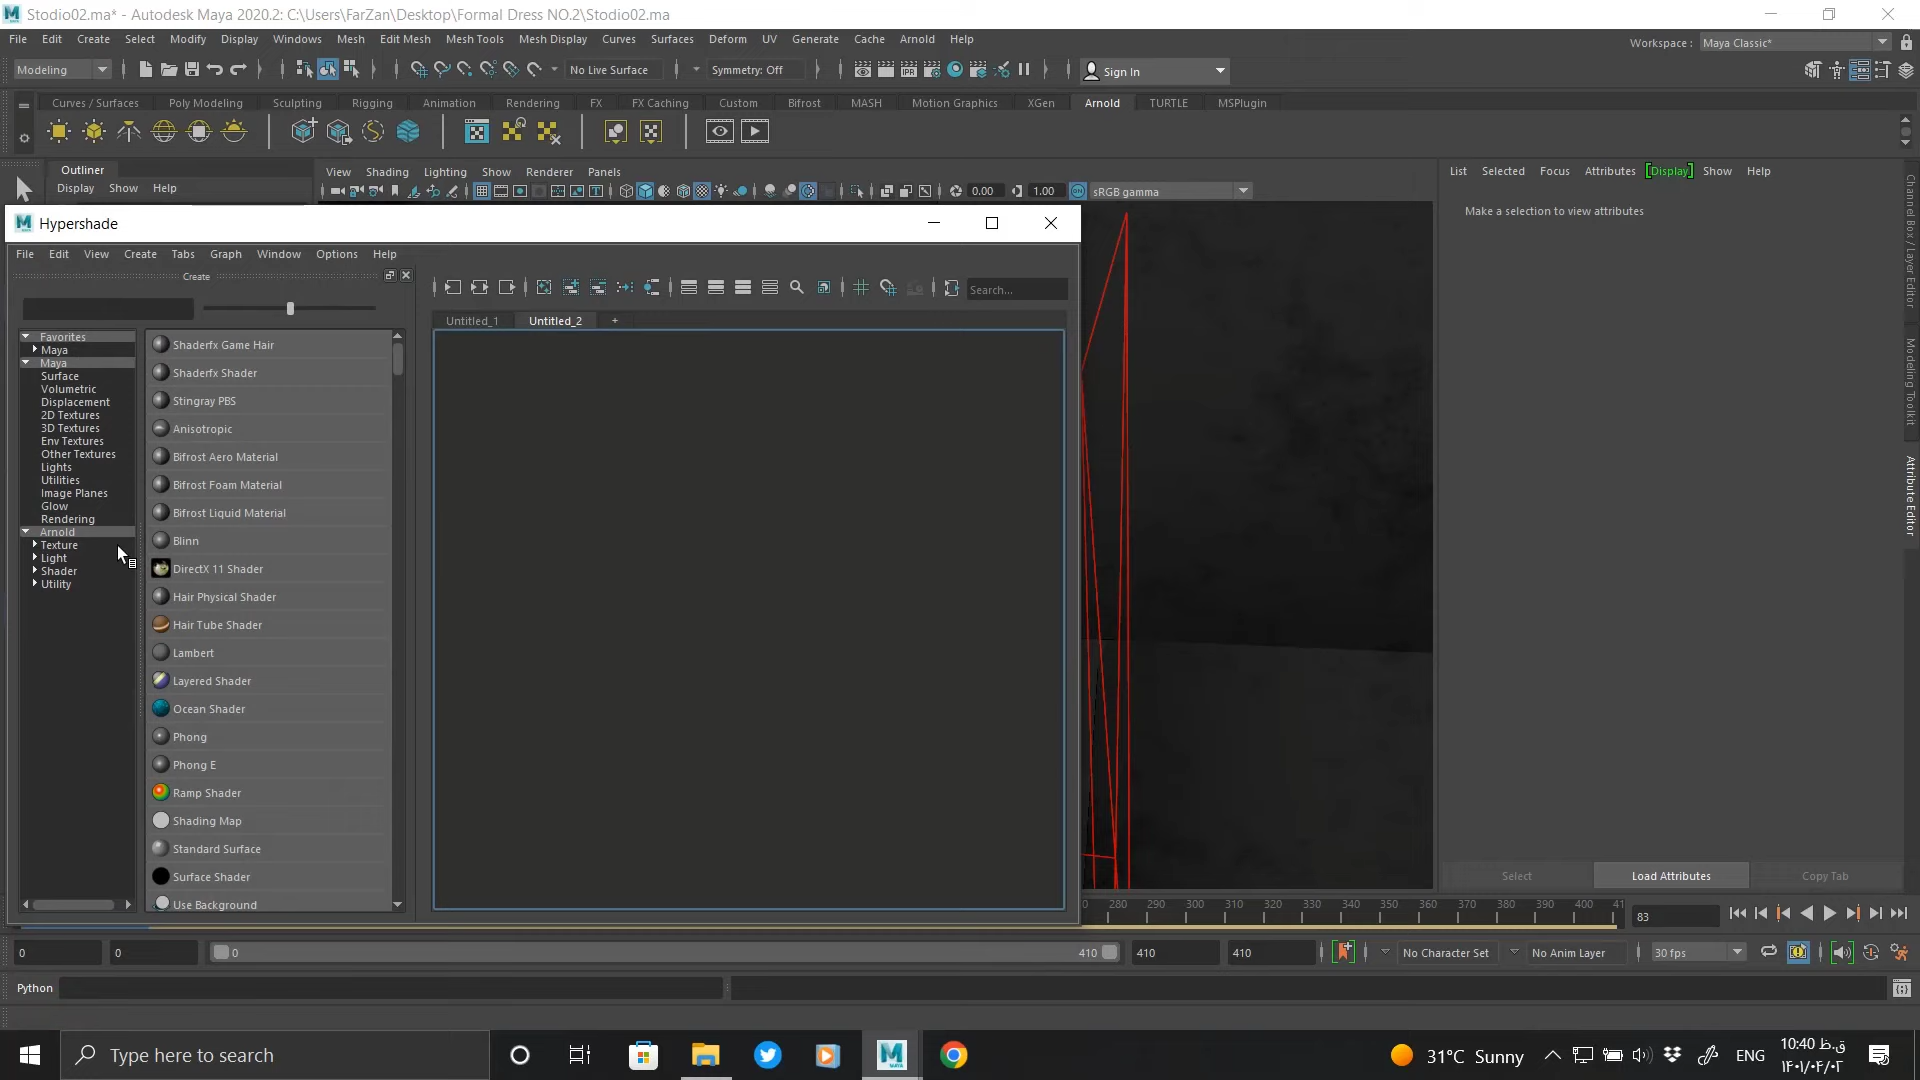 Stodio02.ma* - Autodesk Maya 2020.2: C:\Users\FarZan\Desktop\Formal Dress NO.2\Stodio02.ma
File Edit Create Select Modify Display Windows Mesh Edit Mesh Mesh Tools Mesh Display Curves Surfaces Deform UV Generate Cache Arnold Help
Workspace : Maya Classic*
Modeling No Live Surface Symmetry: Off Sign In
Curves / Surfaces Poly Modeling Sculpting Rigging Animation Rendering FX FX Caching Custom Bifrost MASH Motion Graphics XGen Arnold TURTLE MSPlugin
Outliner
Display Show Help
View Shading Lighting Show Renderer Panels
0.00 1.00 sRGB gamma
List Selected Focus Attributes [Display] Show Help
Make a selection to view attributes
Hypershade
File Edit View Create Tabs Graph Window Options Help
Create
Search...
Untitled_1 Untitled_2 +
Favorites
Maya
Maya
Surface
Volumetric
Displacement
2D Textures
3D Textures
Env Textures
Other Textures
Lights
Utilities
Image Planes
Glow
Rendering
Arnold
Texture
Light
Shader
Utility
Shaderfx Game Hair
Shaderfx Shader
Stingray PBS
Anisotropic
Bifrost Aero Material
Bifrost Foam Material
Bifrost Liquid Material
Blinn
DirectX 11 Shader
Hair Physical Shader
Hair Tube Shader
Lambert
Layered Shader
Ocean Shader
Phong
Phong E
Ramp Shader
Shading Map
Standard Surface
Surface Shader
Use Background
Channel Box / Layer Editor
Modeling Toolkit
Attribute Editor
Select Load Attributes Copy Tab
280 290 300 310 320 330 340 350 360 370 380 390 400 41
83
0 0 0 410 410 410 No Character Set No Anim Layer 30 fps
Python
Type here to search
31°C Sunny ENG
10:40 ق.ظ
۱۴۰۱/۰۴/۰۲